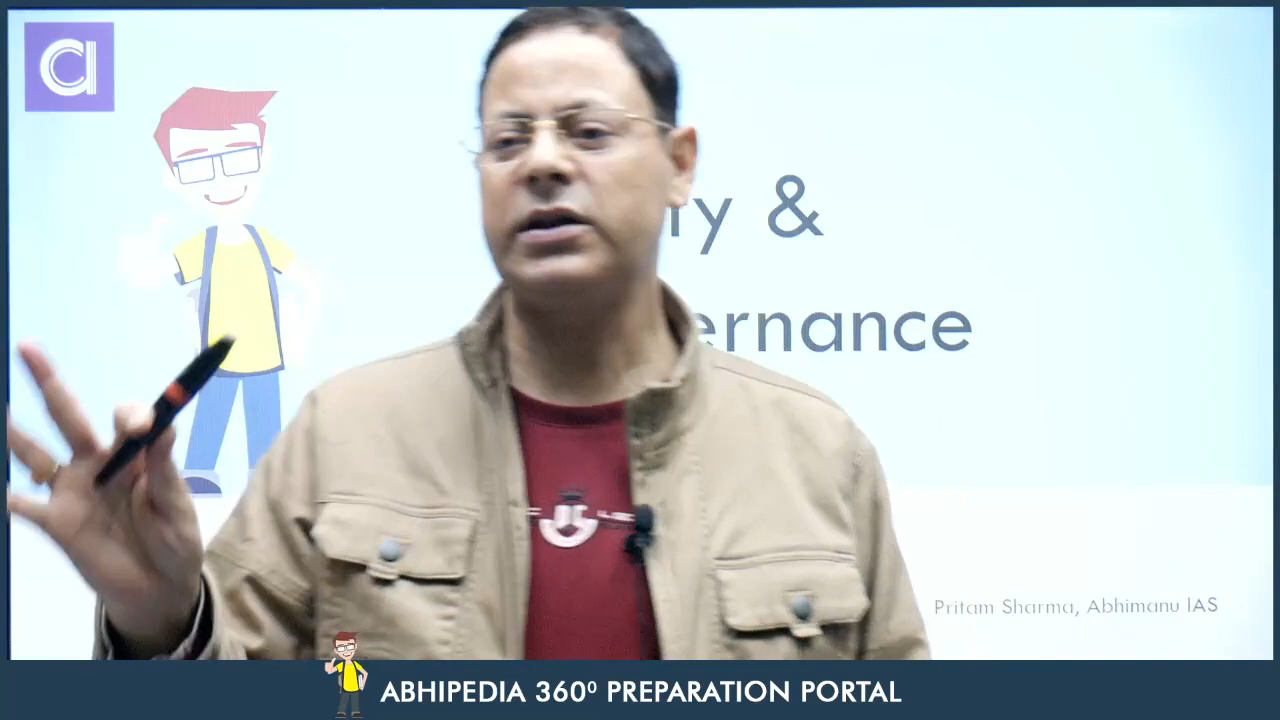 ty &
ernance
Pritam Sharma, Abhimanu IAS
ABHIPEDIA 360⁰ PREPARATION PORTAL